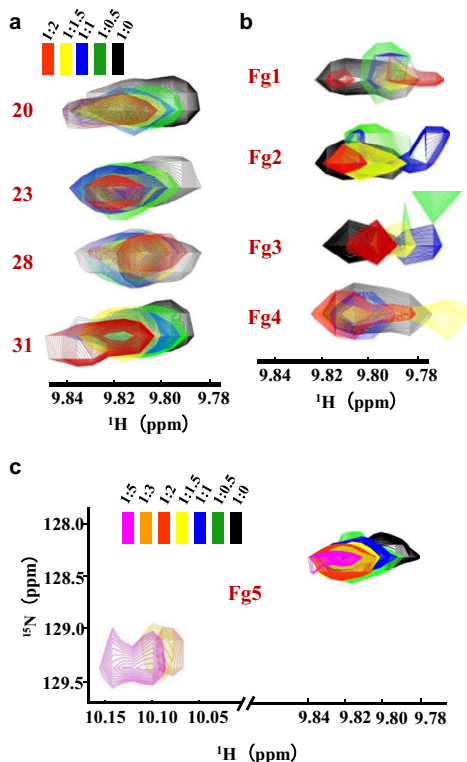 a
1:2 1:1.5 1:1 1:0.5 1:0
20
23
28
31
9.84 9.82 9.80 9.78
¹H (ppm)
b
Fg1
Fg2
Fg3
Fg4
9.84 9.82 9.80 9.78
¹H (ppm)
c
1:5 1:3 1:2 1:1.5 1:1 1:0.5 1:0
128.0
128.5
129.0
129.5
¹⁵N (ppm)
Fg5
10.15 10.10 10.05 9.84 9.82 9.80 9.78
¹H (ppm)